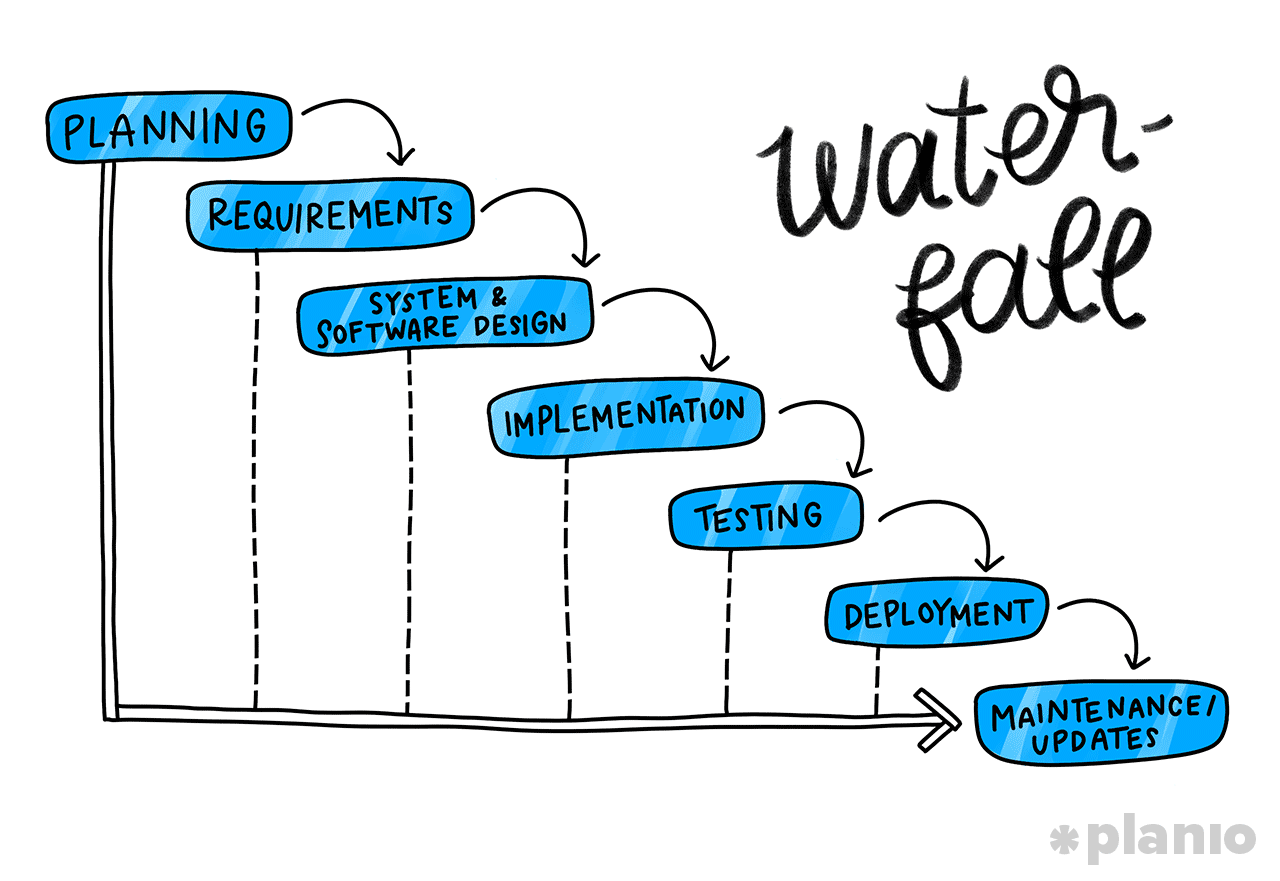 water-
fall
PLANNING
REQUIREMENTS
SYSTEM &
SOFTWARE DESIGN
IMPLEMENTATION
TESTING
DEPLOYMENT
MAINTENANCE/
UPDATES
planio